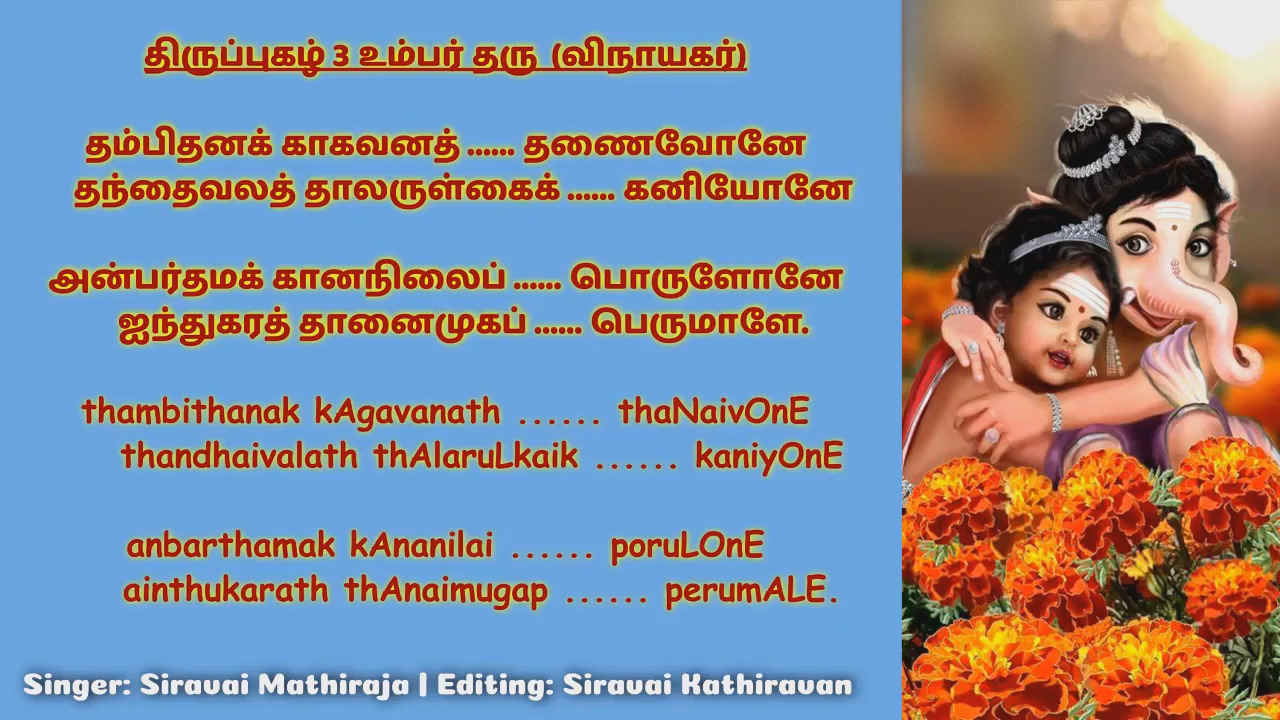 திருப்புகழ் 3 உம்பர் தரு (விநாயகர்)
தம்பிதனக் காகவனத் ...... தணைவோனே
தந்தைவலத் தாலருள்கைக் ...... கனியோனே
அன்பர்தமக் கானநிலைப் ...... பொருளோனே
ஐந்துகரத் தானைமுகப் ...... பெருமாளே.
thambithanak kAgavanath ...... thaNaivOnE
thandhaivalath thAlaruLkaik ...... kaniyOnE
anbarthamak kAnanilai ...... poruLOnE
ainthukarath thAnaimugap ...... perumALE.
Singer: Siravai Mathiraja | Editing: Siravai Kathiravan